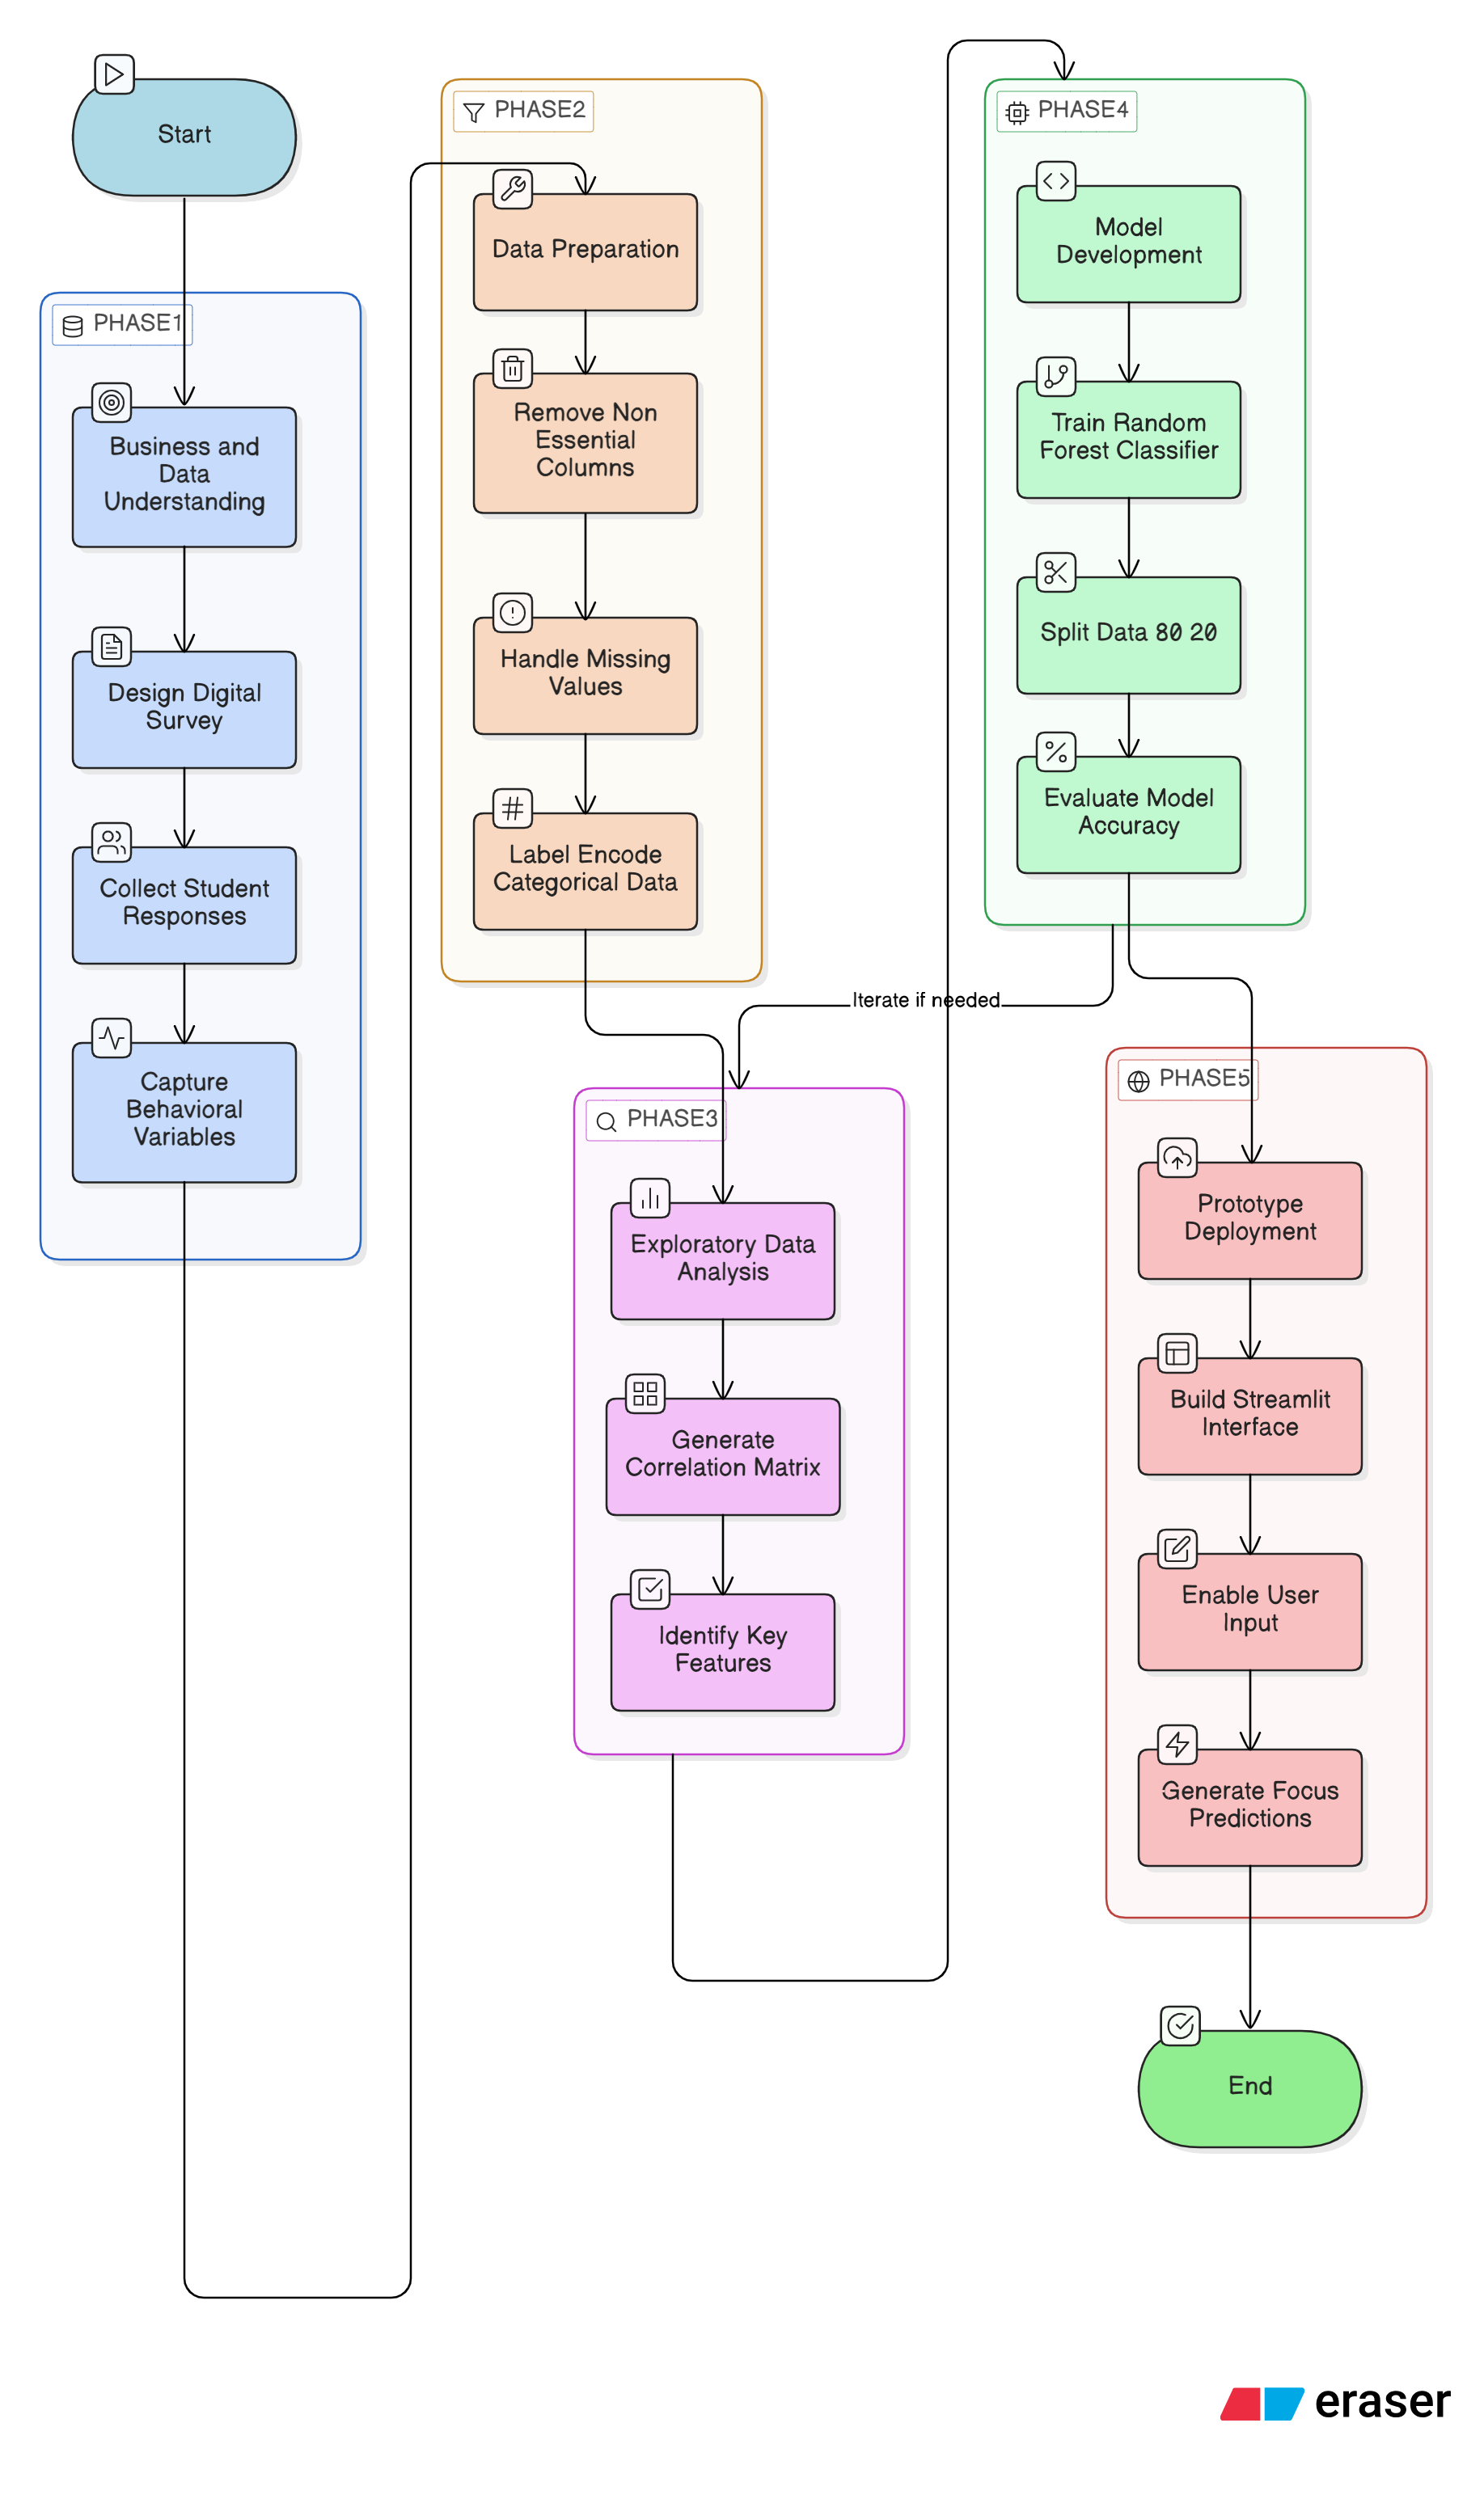 Start
PHASE1
Business and
Data
Understanding
Design Digital
Survey
Collect Student
Responses
Capture
Behavioral
Variables
PHASE2
Data Preparation
Remove Non
Essential
Columns
Handle Missing
Values
Label Encode
Categorical Data
Iterate if needed
PHASE3
Exploratory Data
Analysis
Generate
Correlation Matrix
Identify Key
Features
PHASE4
Model
Development
Train Random
Forest Classifier
Split Data 80 20
Evaluate Model
Accuracy
PHASE5
Prototype
Deployment
Build Streamlit
Interface
Enable User
Input
Generate Focus
Predictions
End
eraser